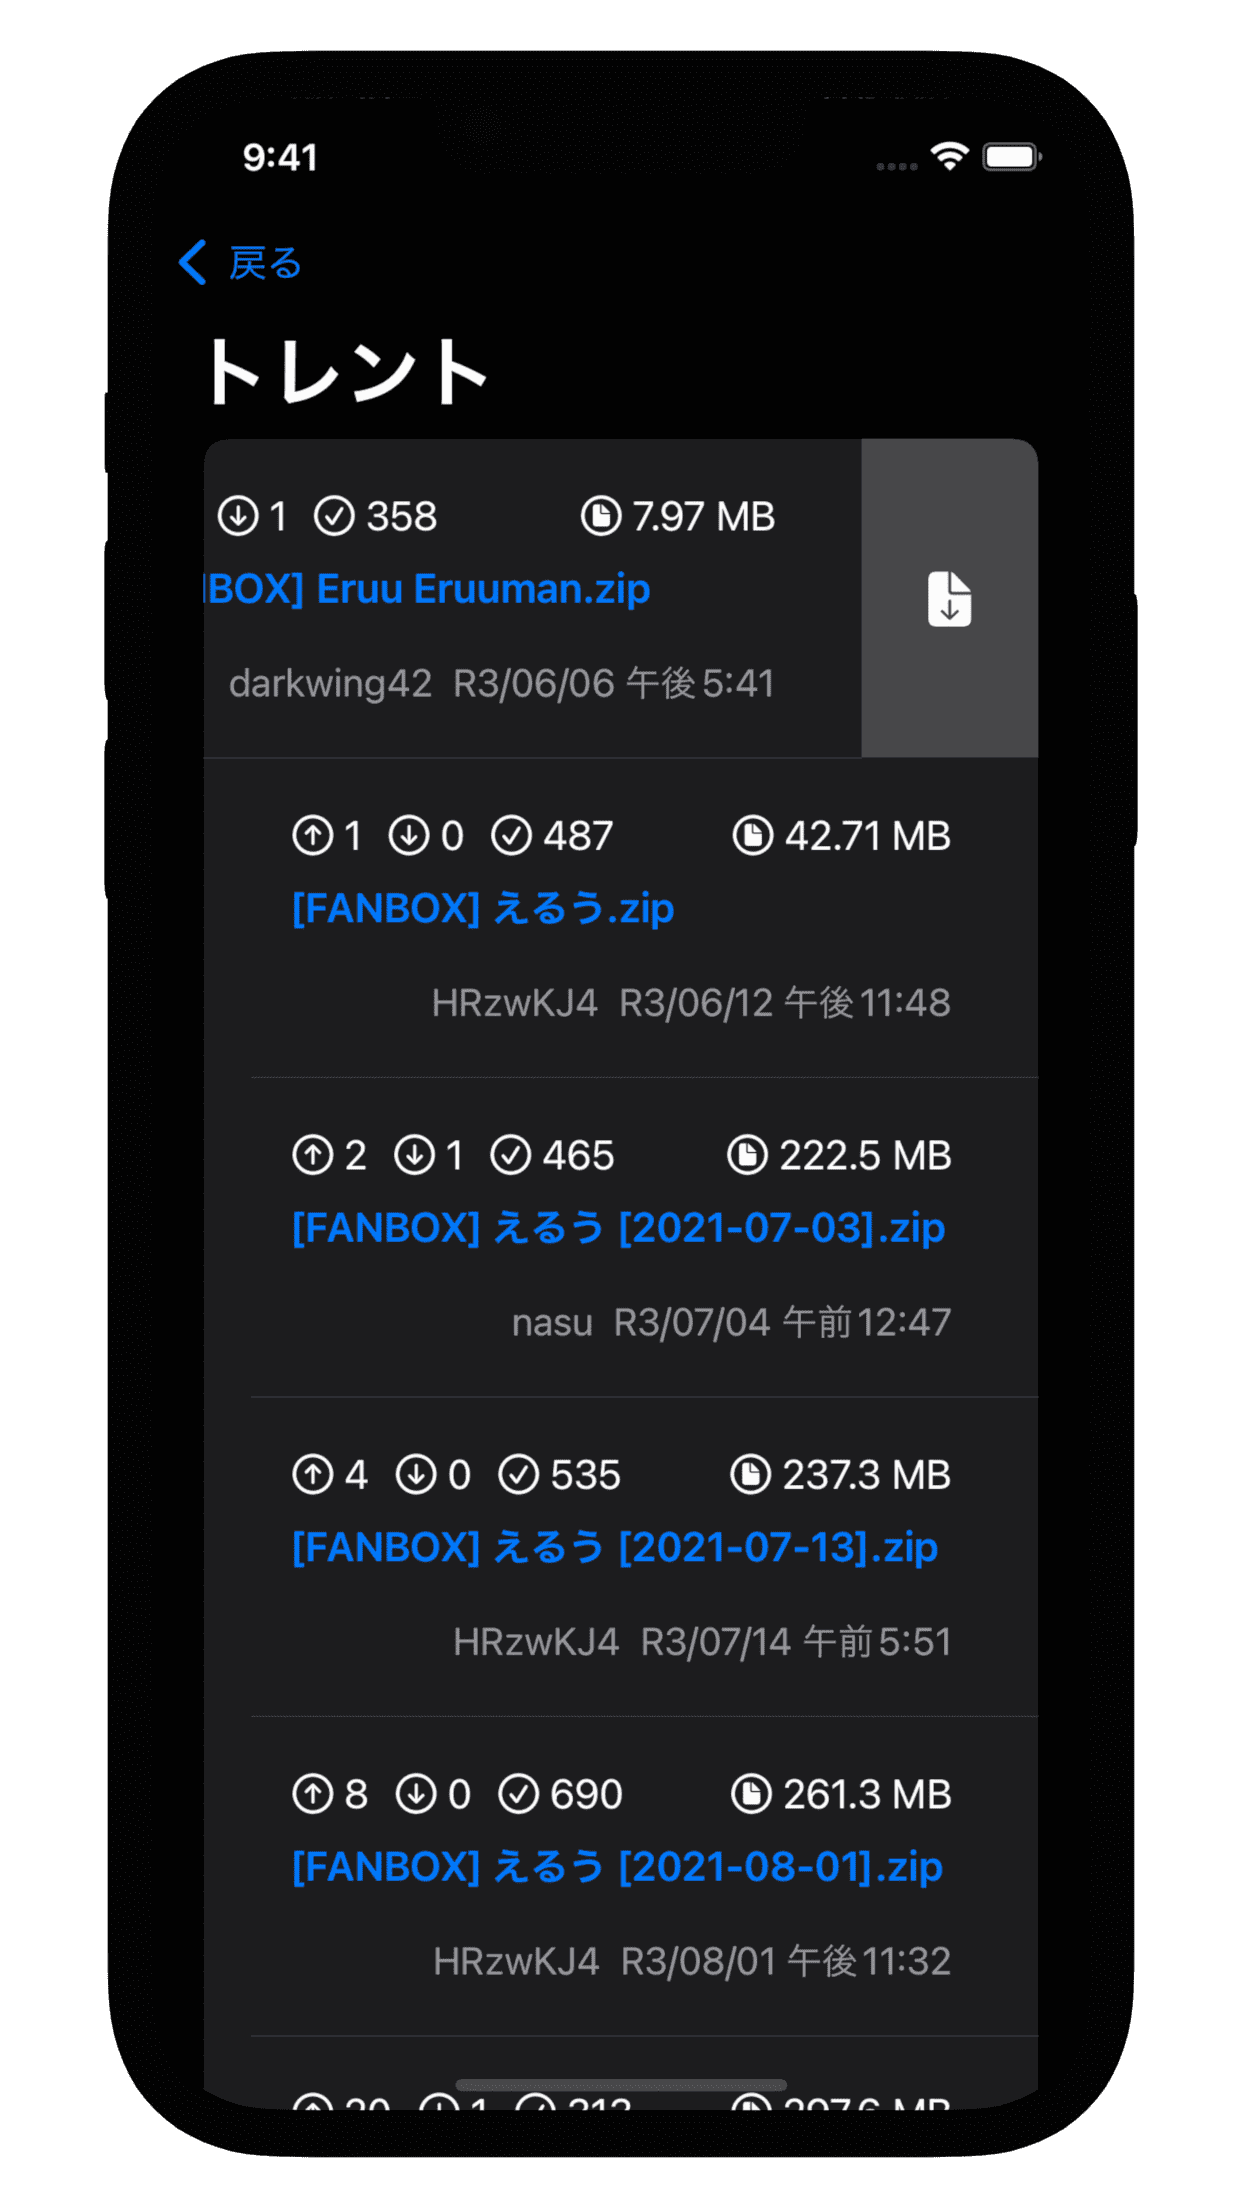 9:41
戻る
トレント
1 358 7.97 MB
BOX] Eruu Eruuman.zip
darkwing42 R3/06/06 午後5:41
1 0 487 42.71 MB
[FANBOX] えるう.zip
HRzwKJ4 R3/06/12 午後11:48
2 1 465 222.5 MB
[FANBOX] えるう [2021-07-03].zip
nasu R3/07/04 午前12:47
4 0 535 237.3 MB
[FANBOX] えるう [2021-07-13].zip
HRzwKJ4 R3/07/14 午前5:51
8 0 690 261.3 MB
[FANBOX] えるう [2021-08-01].zip
HRzwKJ4 R3/08/01 午後11:32